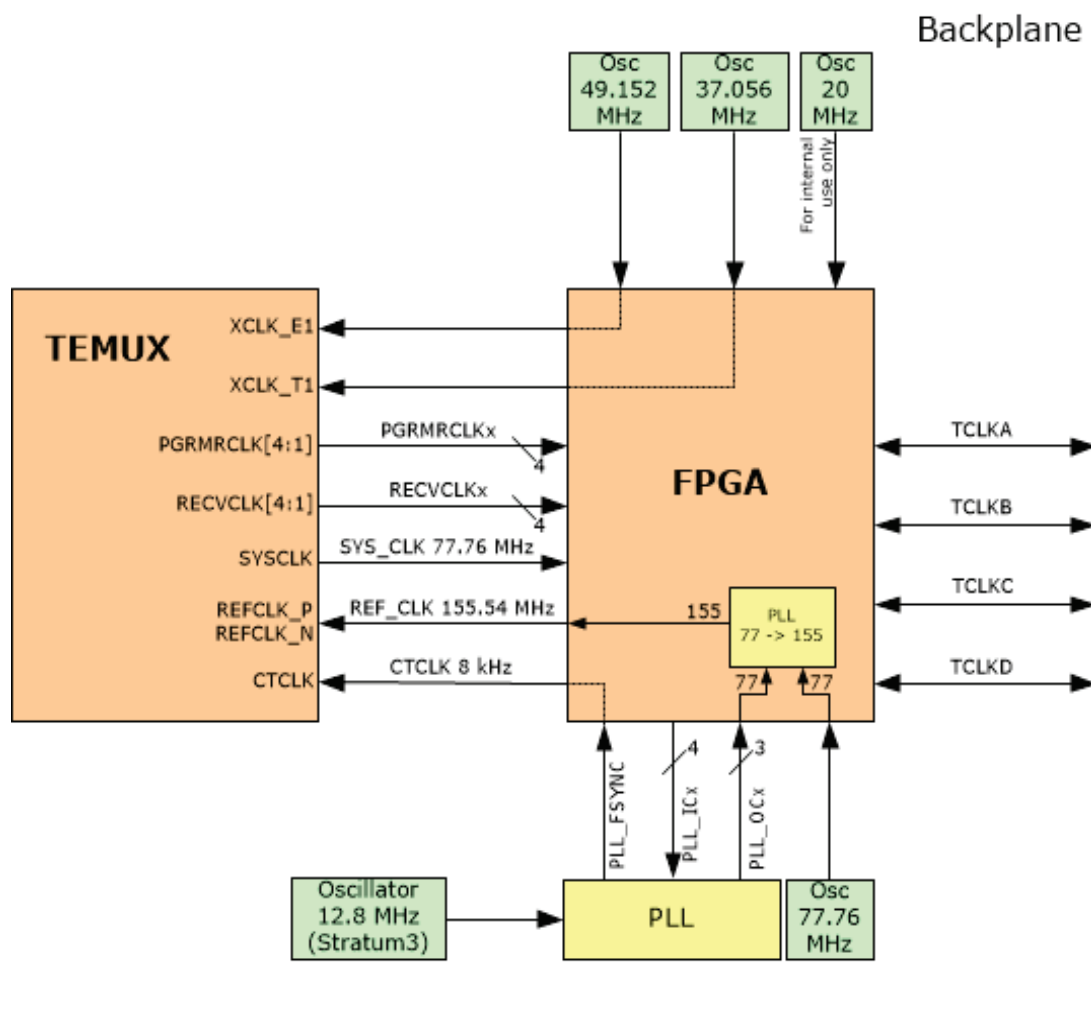 Backplane
Osc
49.152
MHz
Osc
37.056
MHz
Osc
20
MHz
For internal
use only
TEMUX
XCLK_E1
XCLK_T1
PGRMRCLK[4:1]
RECVCLK[4:1]
SYSCLK
REFCLK_P
REFCLK_N
CTCLK
PGRMRCLKx
4
RECVCLKx
4
SYS_CLK 77.76 MHz
REF_CLK 155.54 MHz
CTCLK 8 kHz
FPGA
155
PLL
77 -> 155
77
77
TCLKA
TCLKB
TCLKC
TCLKD
PLL_FSYNC
4
PLL_ICx
3
PLL_OCx
Oscillator
12.8 MHz
(Stratum3)
PLL
Osc
77.76
MHz